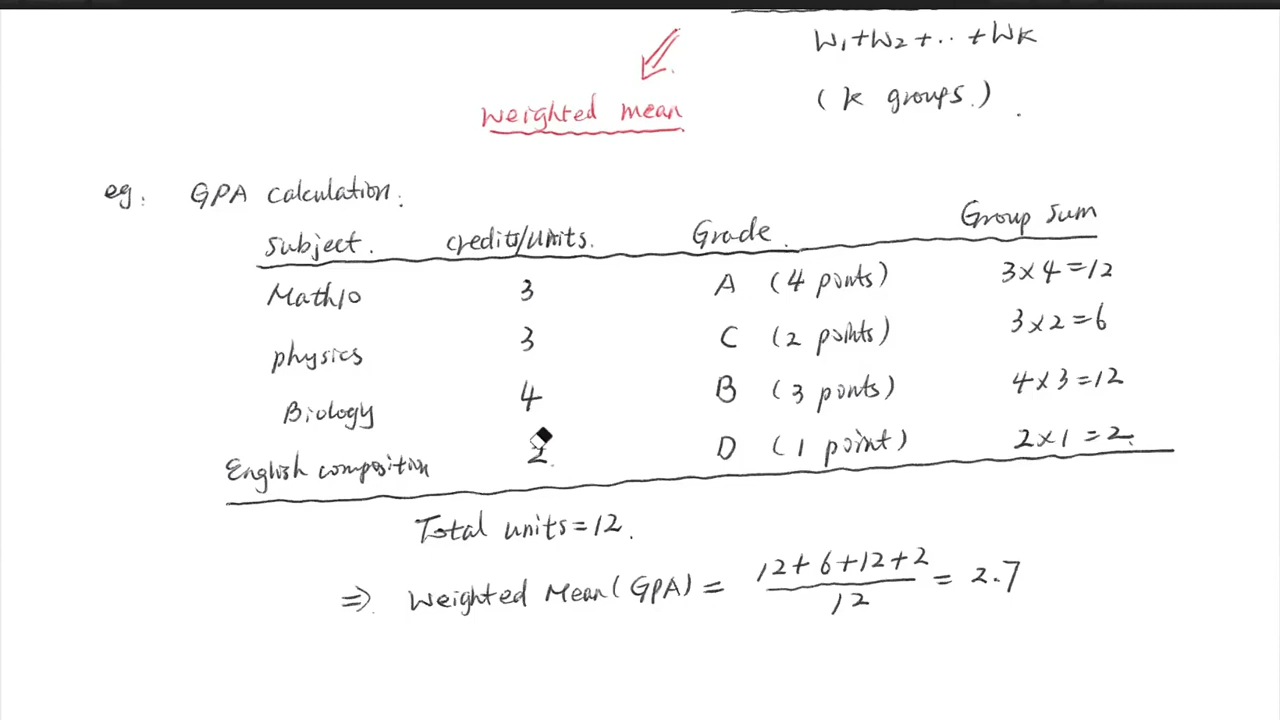 W1+W2+..+WK
(K groups.)
Weighted mean
eg. GPA calculation.
Subject. credits/units. Grade. Group sum
Math10 3 A (4 ponts) 3×4=12
physics 3 C (2 points) 3×2=6
Biology 4 B (3 ponts) 4×3=12
English composition 2. D (1 point) 2×1=2.
Total units=12.
⇒ Weighted Mean(GPA) = 12+6+12+2 / 12 = 2.7